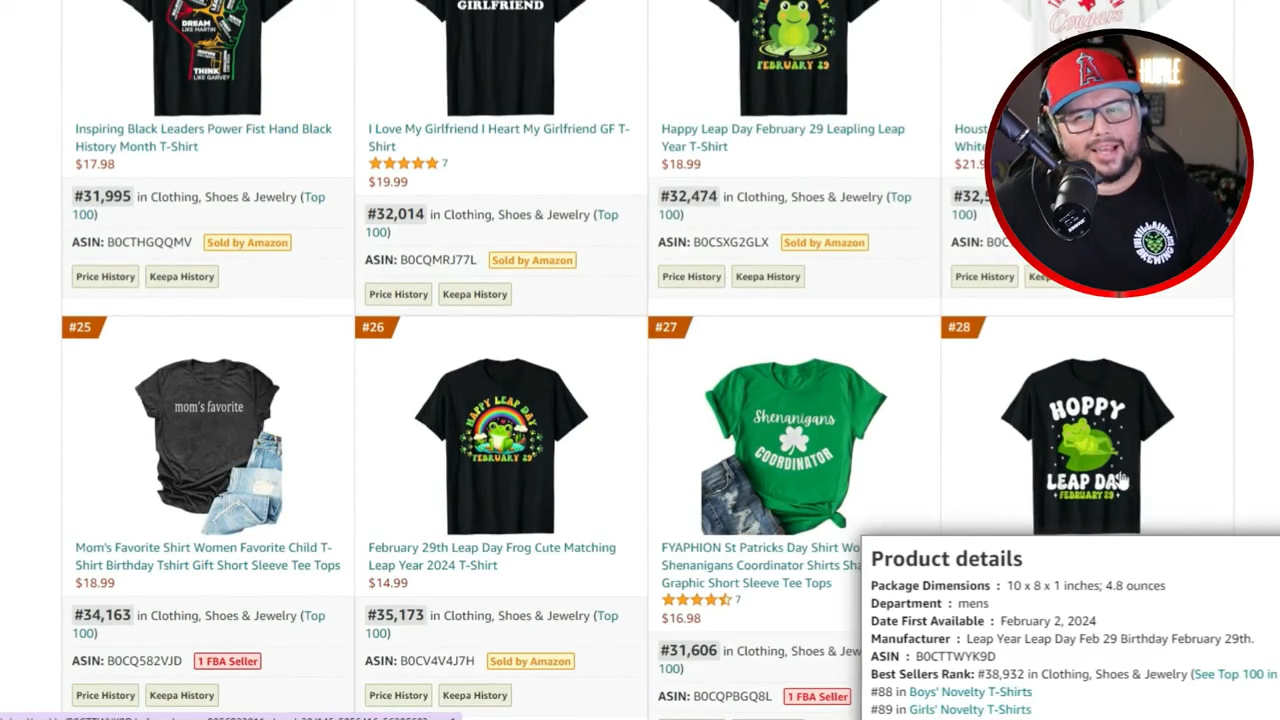 DREAM
LIKE MARTIN
THINK
LIKE GARVEY
GIRLFRIEND
FEBRUARY 29
Cougars
A
VILLAINS
BREWING
Inspiring Black Leaders Power Fist Hand Black
History Month T-Shirt
$17.98
#31,995 in Clothing, Shoes & Jewelry (Top
100)
ASIN: B0CTHGQQMV Sold by Amazon
Price History Keepa History
I Love My Girlfriend I Heart My Girlfriend GF T-
Shirt
7
$19.99
#32,014 in Clothing, Shoes & Jewelry (Top
100)
ASIN: B0CQMRJ77L Sold by Amazon
Price History Keepa History
Happy Leap Day February 29 Leapling Leap
Year T-Shirt
$18.99
#32,474 in Clothing, Shoes & Jewelry (Top
100)
ASIN: B0CSXG2GLX Sold by Amazon
Price History Keepa History
Houst
White
$21.9
#32,5
100)
ASIN: B0C
Price History Kee
#25
mom's favorite
Mom's Favorite Shirt Women Favorite Child T-
Shirt Birthday Tshirt Gift Short Sleeve Tee Tops
$18.99
#34,163 in Clothing, Shoes & Jewelry (Top
100)
ASIN: B0CQ582VJD 1 FBA Seller
Price History Keepa History
#26
HAPPY LEAP DAY
FEBRUARY 29
February 29th Leap Day Frog Cute Matching
Leap Year 2024 T-Shirt
$14.99
#35,173 in Clothing, Shoes & Jewelry (Top
100)
ASIN: B0CV4V4J7H Sold by Amazon
Price History Keepa History
#27
Shenanigans
COORDINATOR
FYAPHION St Patricks Day Shirt Wo
Shenanigans Coordinator Shirts Sha
Graphic Short Sleeve Tee Tops
7
$16.98
#31,606 in Clothing, Shoes & Jewe
100)
ASIN: B0CQPBGQ8L 1 FBA Seller
#28
HOPPY
LEAP DAY
FEBRUARY 29
Product details
Package Dimensions : 10 x 8 x 1 inches; 4.8 ounces
Department : mens
Date First Available : February 2, 2024
Manufacturer : Leap Year Leap Day Feb 29 Birthday February 29th.
ASIN : B0CTTWYK9D
Best Sellers Rank: #38,932 in Clothing, Shoes & Jewelry (See Top 100 in
#88 in Boys' Novelty T-Shirts
#89 in Girls' Novelty T-Shirts